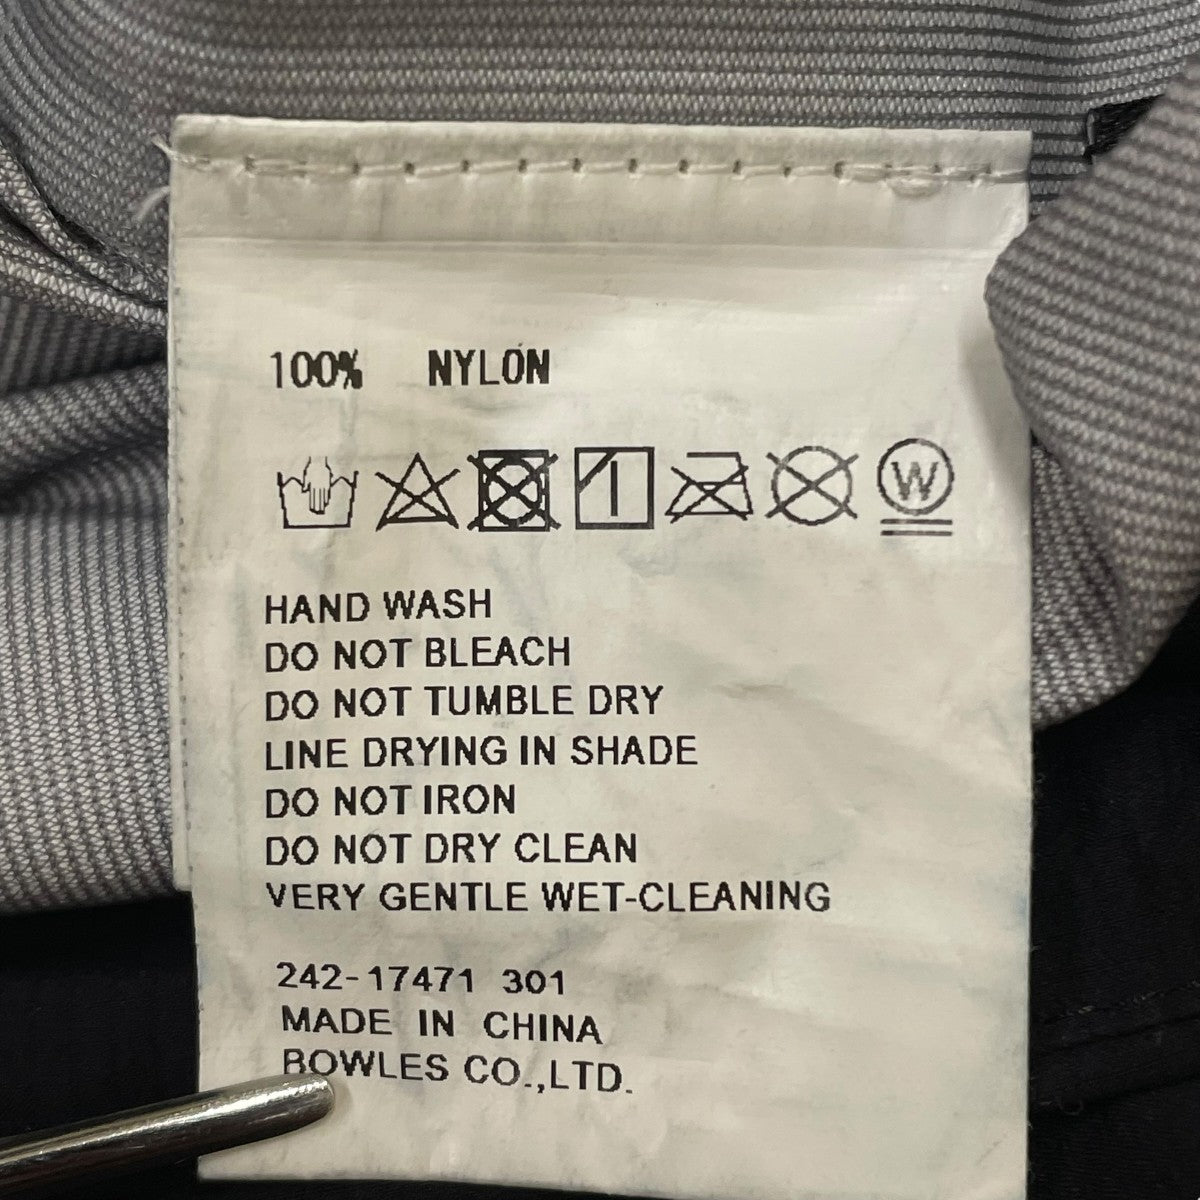 100% NYLON
W
HAND WASH
DO NOT BLEACH
DO NOT TUMBLE DRY
LINE DRYING IN SHADE
DO NOT IRON
DO NOT DRY CLEAN
VERY GENTLE WET-CLEANING
242-17471 301
MADE IN CHINA
BOWLES CO.,LTD.